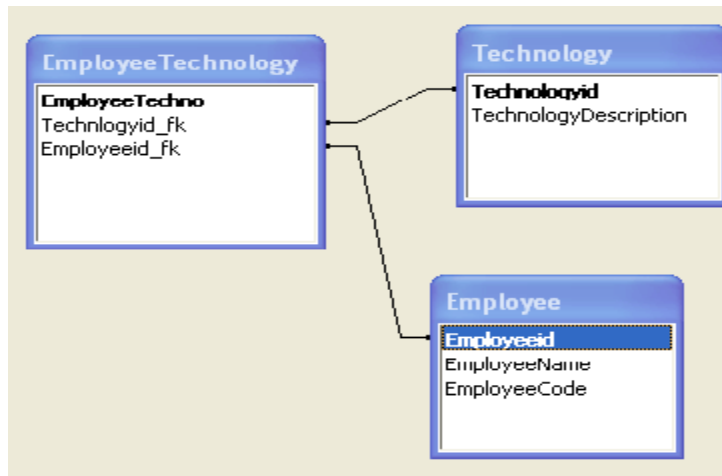 EmployeeTechnology
EmployeeTechno
Technlogyid_fk
Employeeid_fk
Technology
Technologyid
TechnologyDescription
Employee
Employeeid
EmployeeName
EmployeeCode